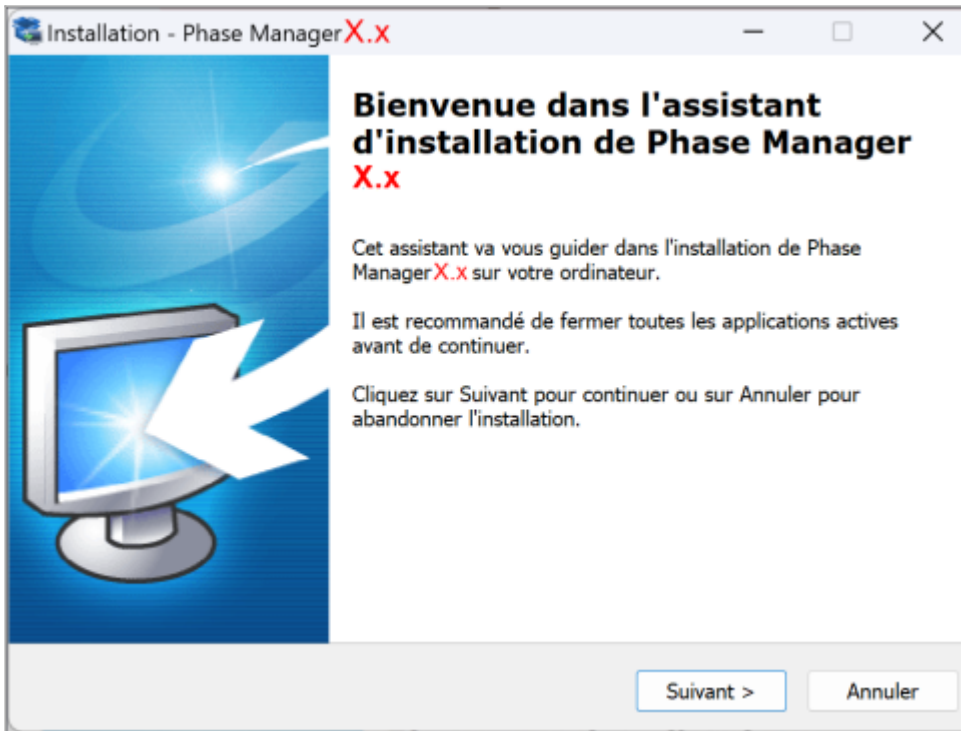 Installation - Phase Manager X.x
Bienvenue dans l'assistant
d'installation de Phase Manager
X.x
Cet assistant va vous guider dans l'installation de Phase
Manager X.x sur votre ordinateur.
Il est recommandé de fermer toutes les applications actives
avant de continuer.
Cliquez sur Suivant pour continuer ou sur Annuler pour
abandonner l'installation.
Suivant >
Annuler